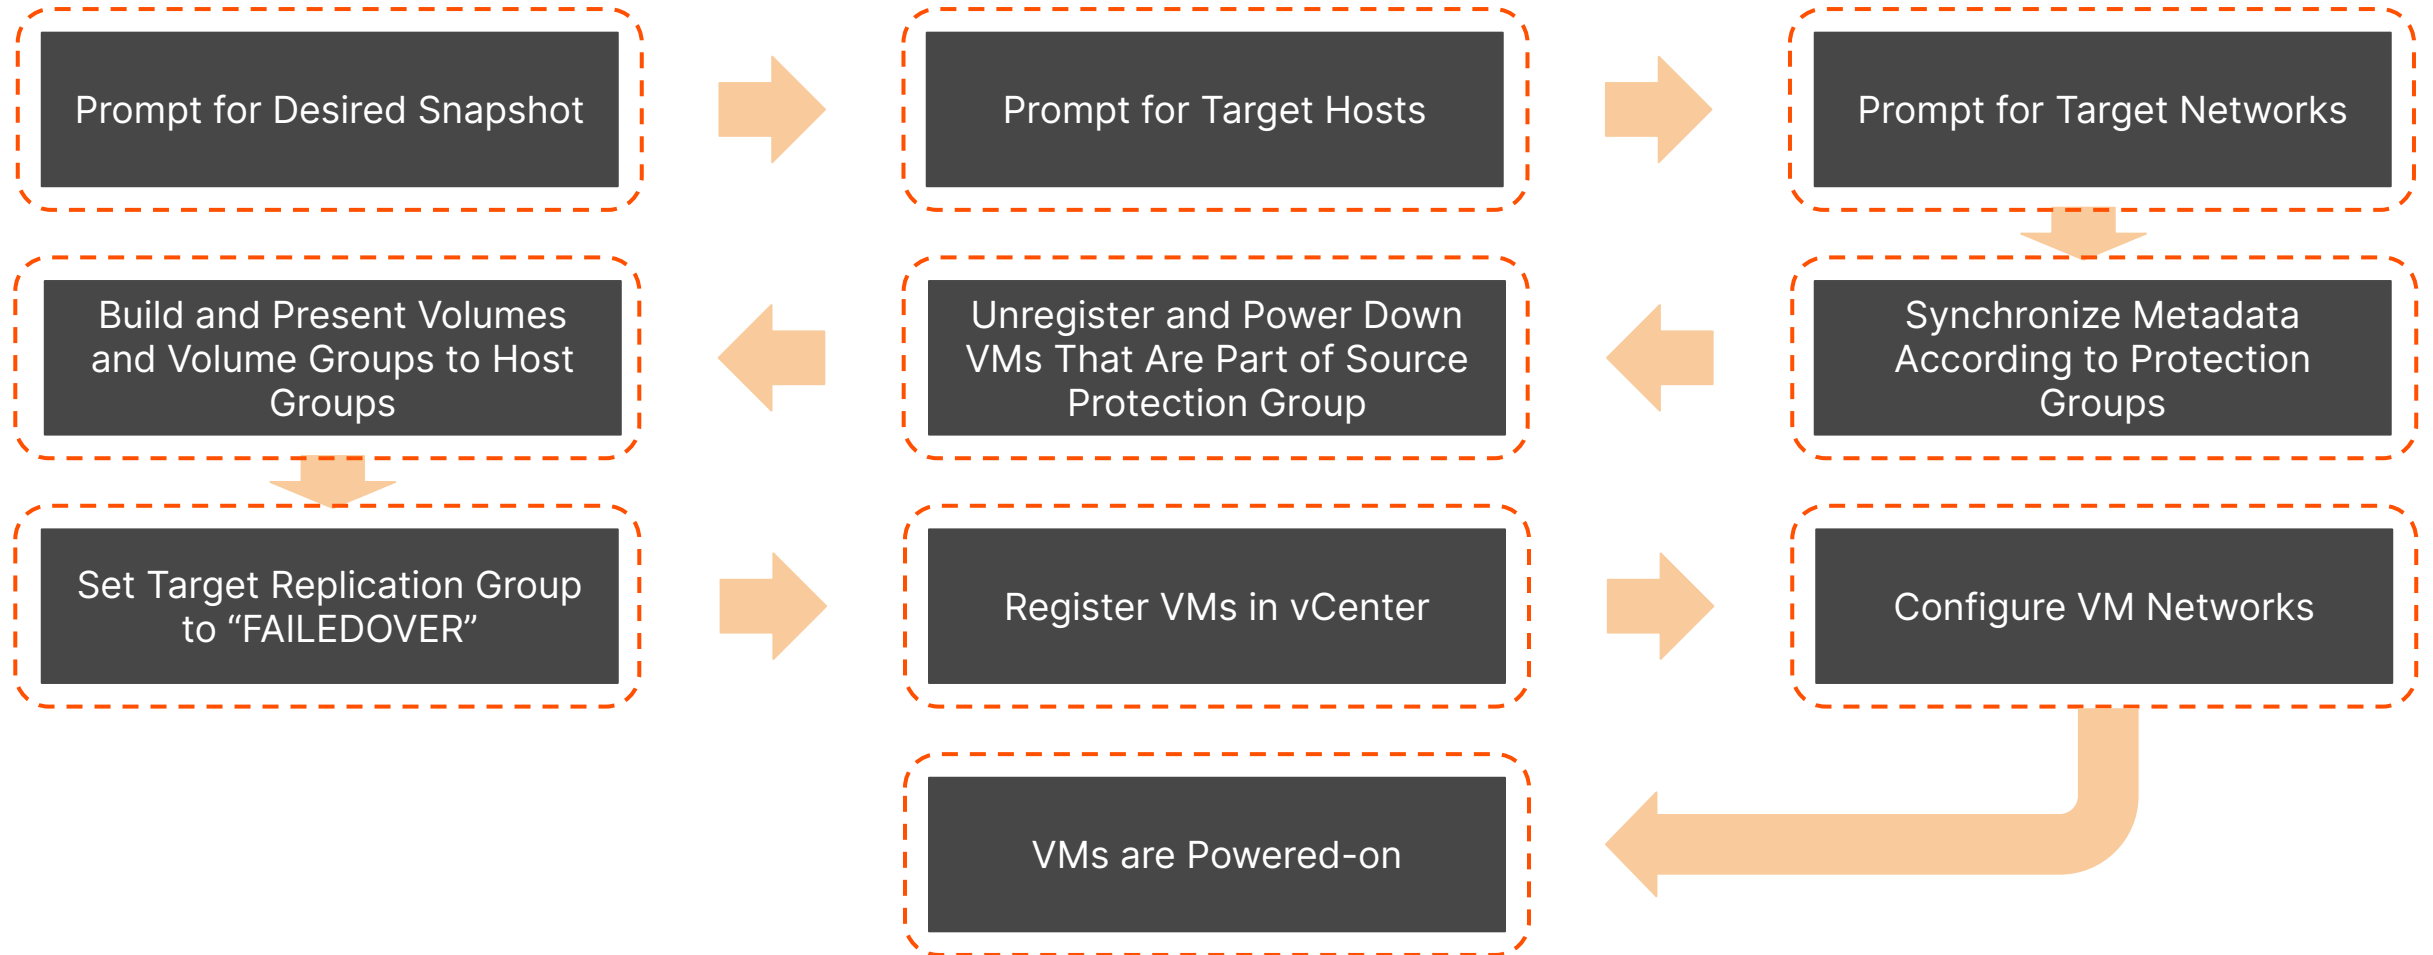 Prompt for Desired Snapshot
Prompt for Target Hosts
Prompt for Target Networks
Synchronize Metadata
According to Protection
Groups
Unregister and Power Down
VMs That Are Part of Source
Protection Group
Build and Present Volumes
and Volume Groups to Host
Groups
Set Target Replication Group
to “FAILEDOVER”
Register VMs in vCenter
Configure VM Networks
VMs are Powered-on